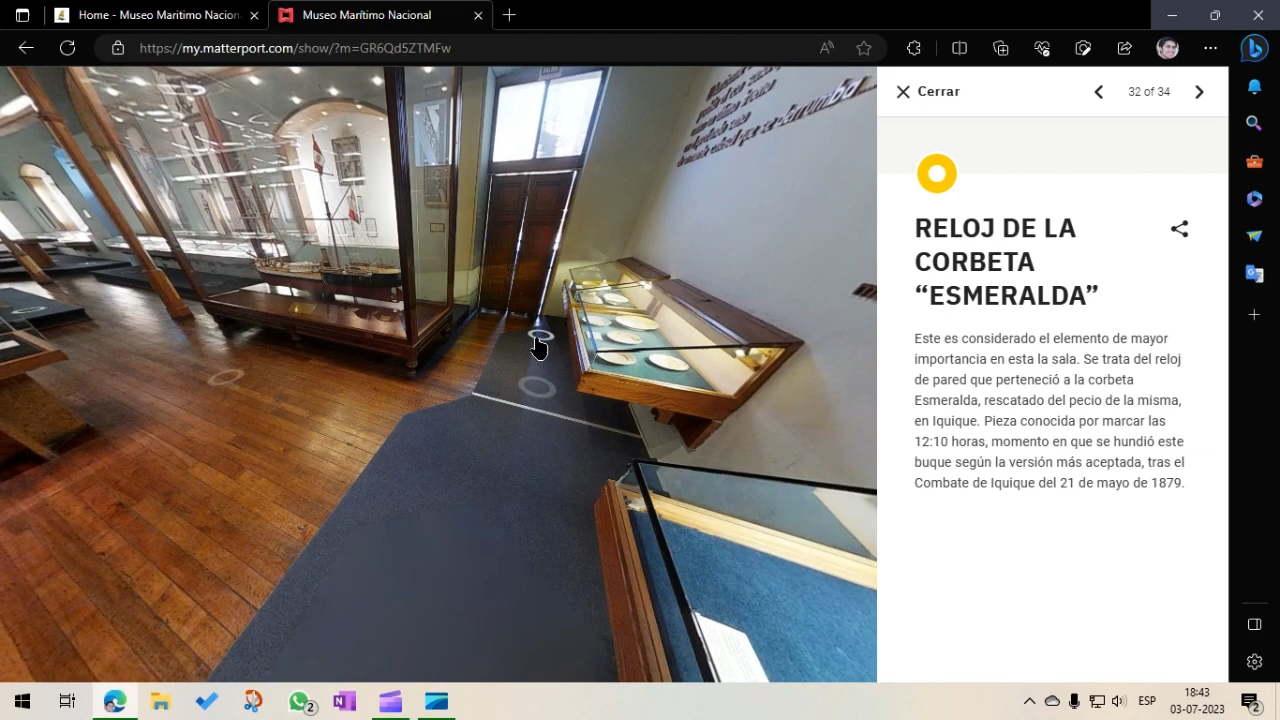 Home - Museo Maritimo Nacion
Museo Marítimo Nacional
https://my.matterport.com/show/?m=GR6Qd5ZTMFw
Cerrar
32 of 34
RELOJ DE LA
CORBETA
“ESMERALDA”
Este es considerado el elemento de mayor
importancia en esta la sala. Se trata del reloj
de pared que perteneció a la corbeta
Esmeralda, rescatado del pecio de la misma,
en Iquique. Pieza conocida por marcar las
12:10 horas, momento en que se hundió este
buque según la versión más aceptada, tras el
Combate de Iquique del 21 de mayo de 1879.
2
ESP
18:43
03-07-2023
2